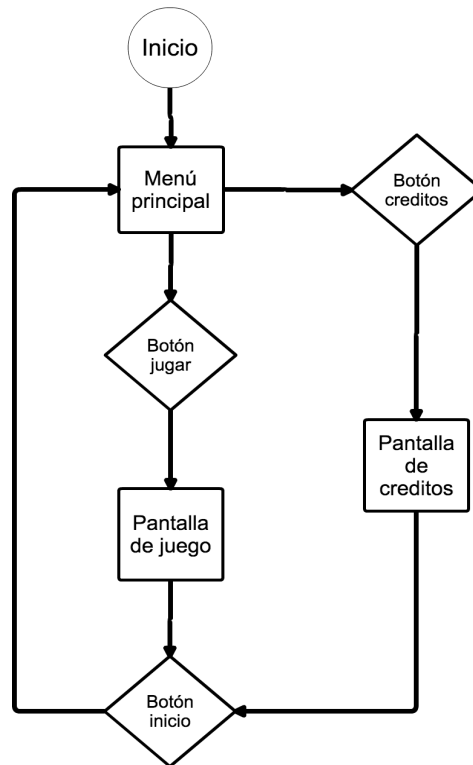 Inicio
Menú
principal
Botón
creditos
Botón
jugar
Pantalla
de
creditos
Pantalla
de juego
Botón
inicio